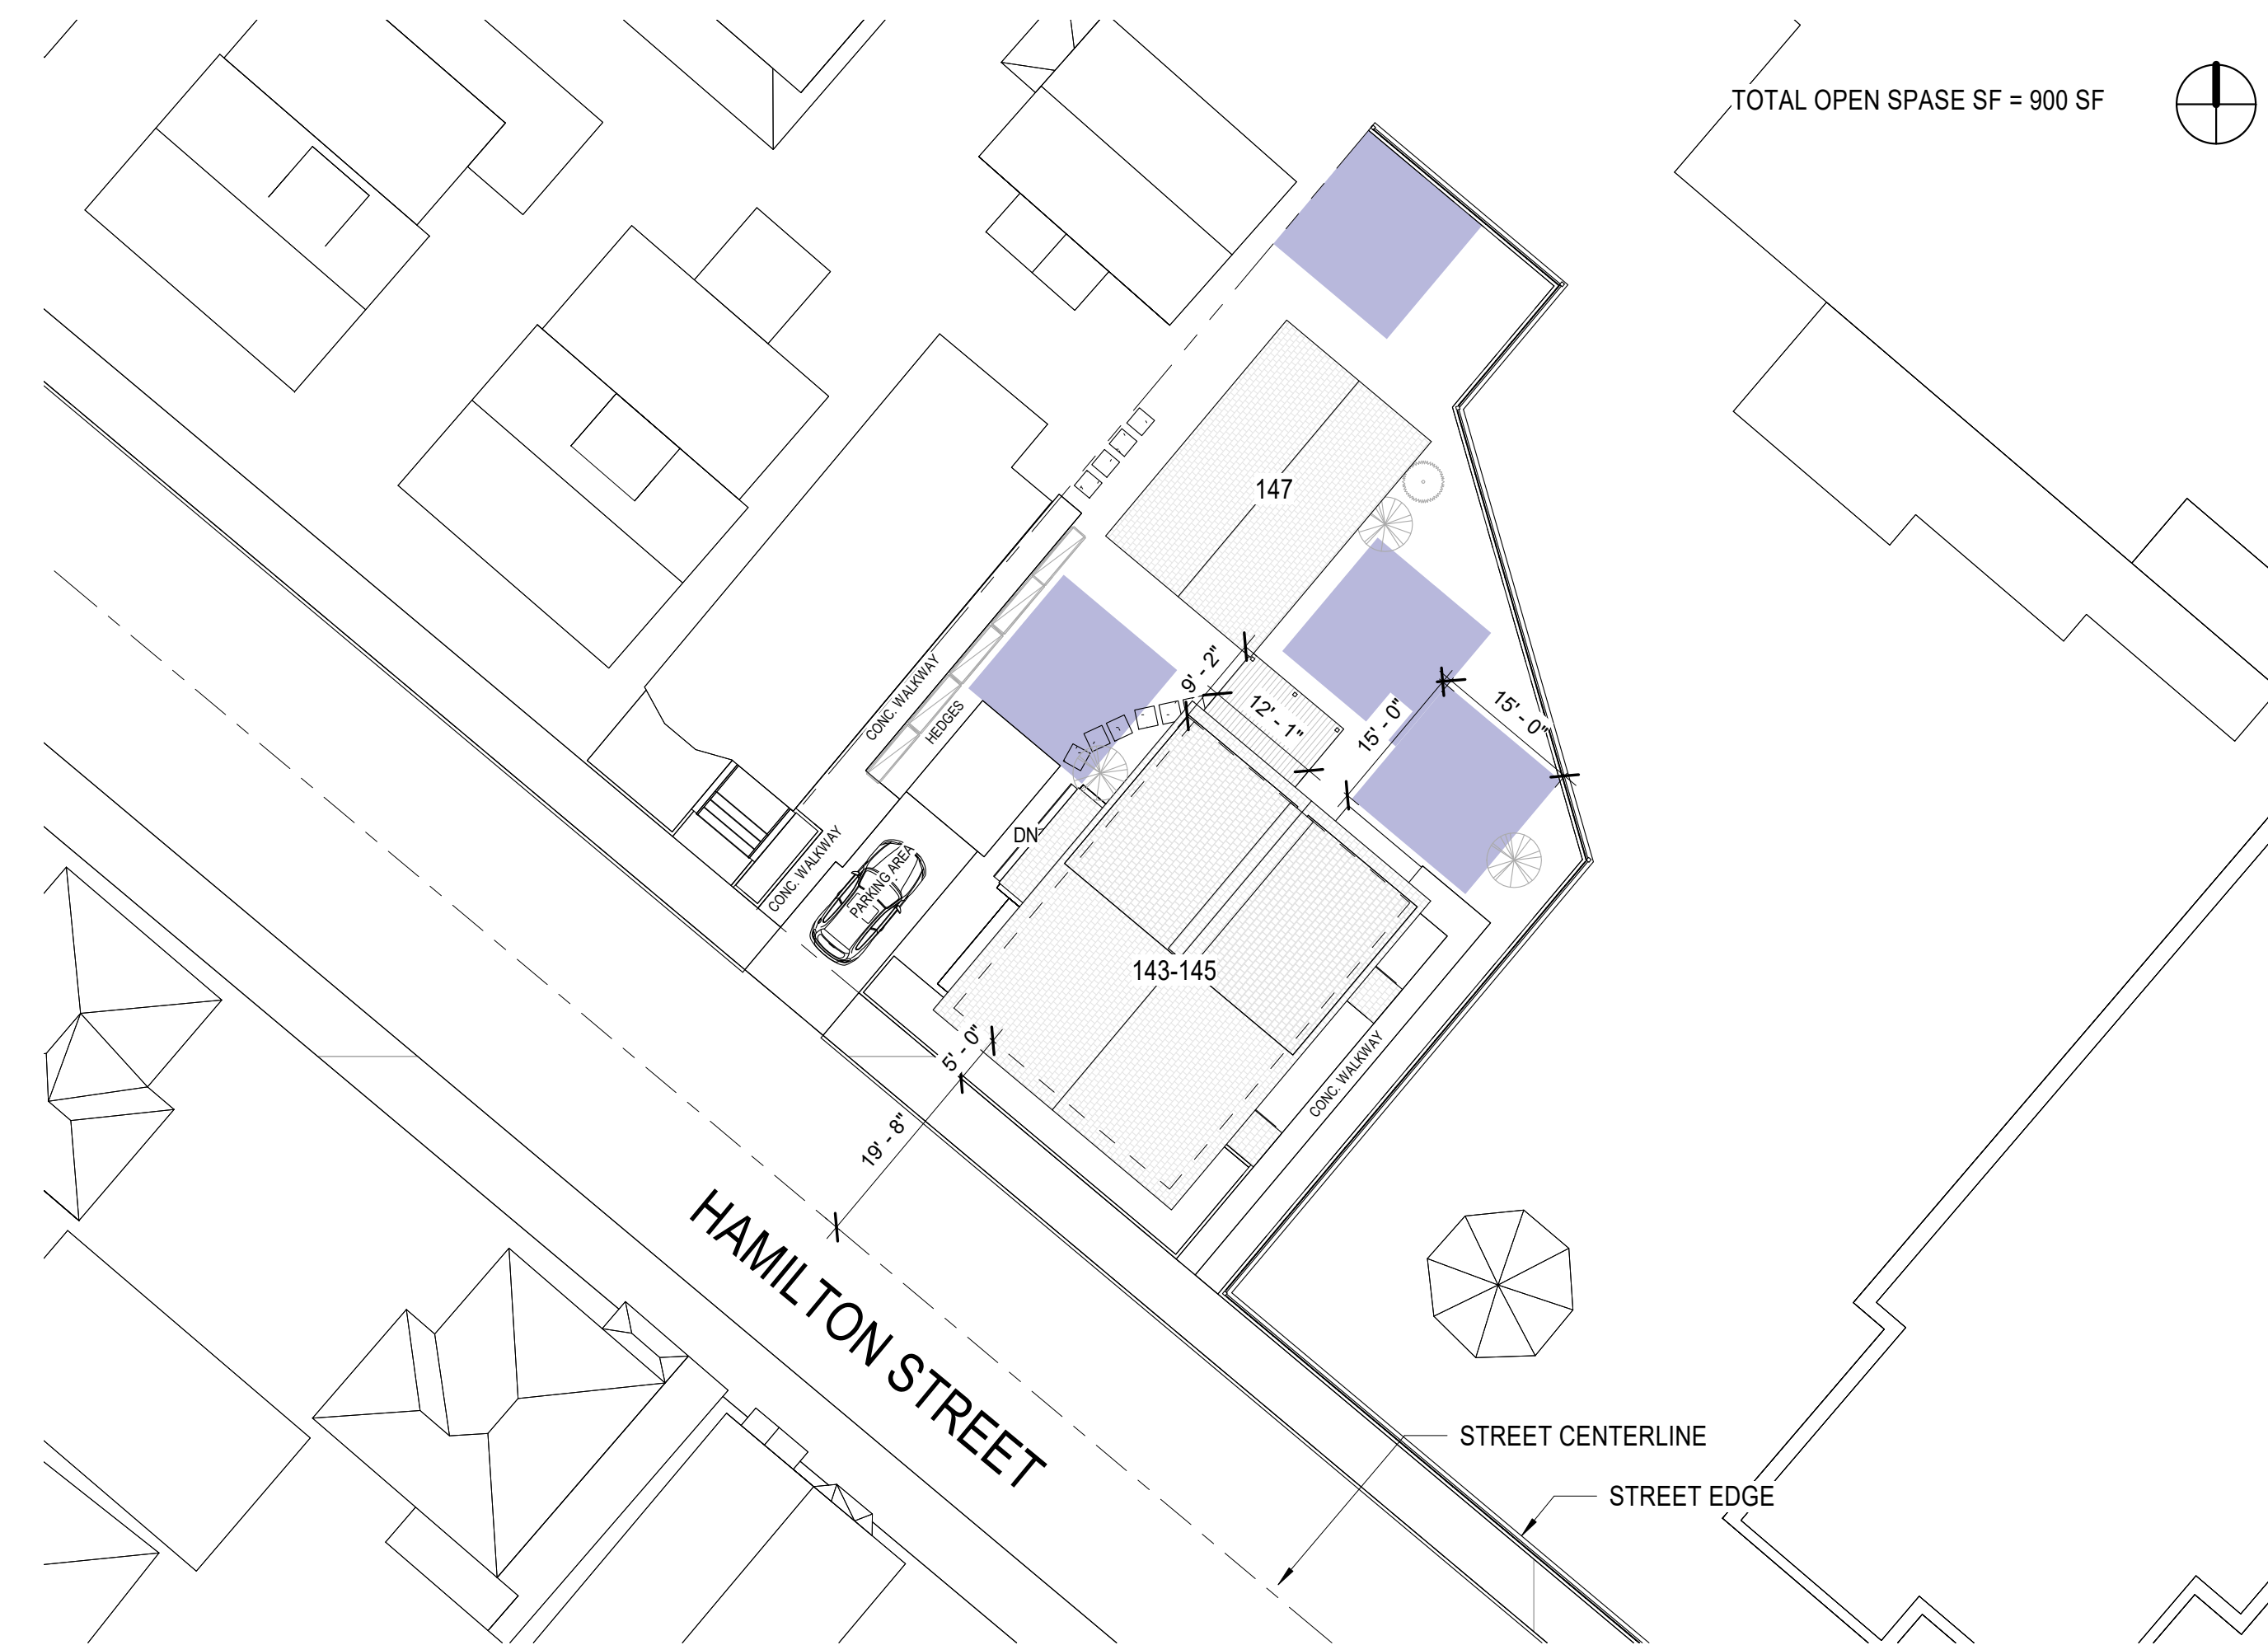 TOTAL OPEN SPASE SF = 900 SF
147
CONC. WALKWAY
HEDGES
9' - 2"
12' - 1"
15' - 0"
15' - 0"
DN
CONC. WALKWAY
PARKING AREA
143-145
5' - 0"
CONC. WALKWAY
19' - 8"
HAMILTON STREET
STREET CENTERLINE
STREET EDGE